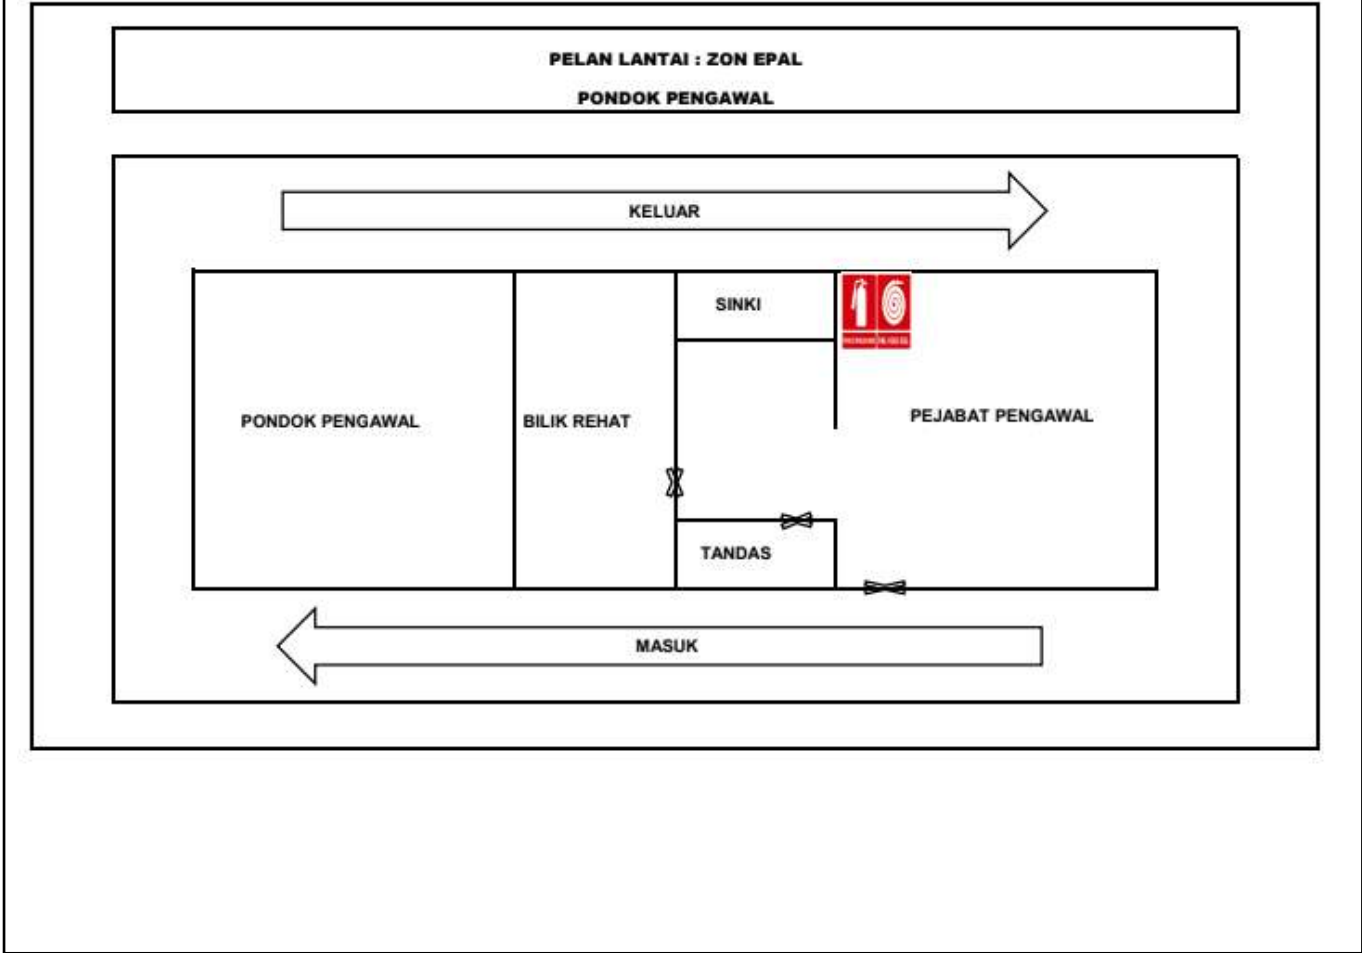 PELAN LANTAI : ZON EPAL
PONDOK PENGAWAL
KELUAR
SINKI
PONDOK PENGAWAL
BILIK REHAT
PEJABAT PENGAWAL
TANDAS
MASUK